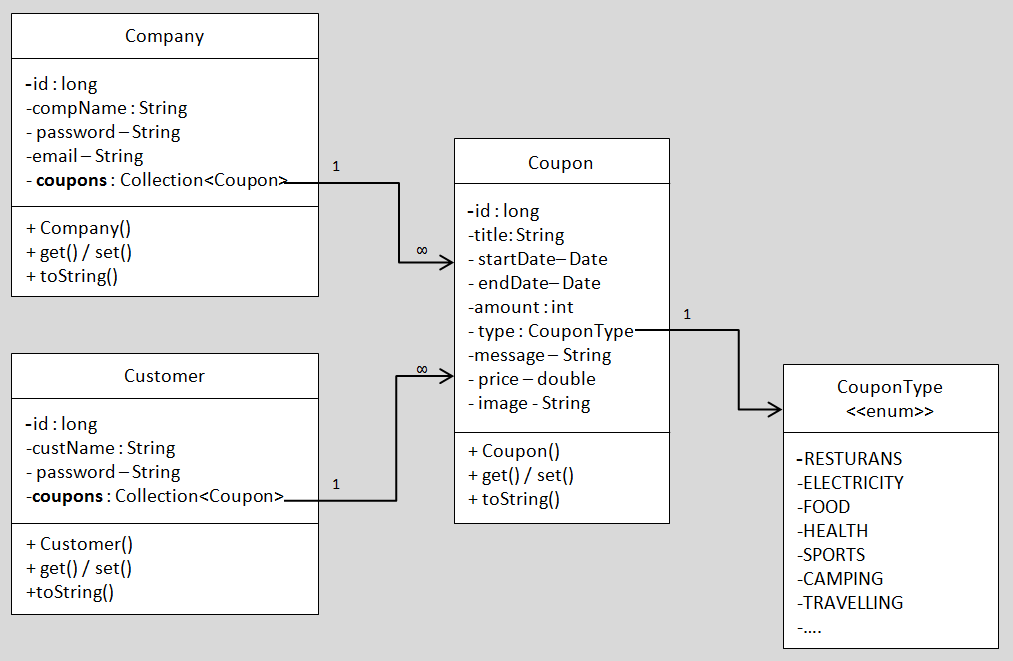 Company
-id : long
-compName : String
- password – String
-email – String
- coupons : Collection<Coupon>
+ Company()
+ get() / set()
+ toString()
1
∞
Customer
-id : long
-custName : String
- password – String
-coupons : Collection<Coupon>
+ Customer()
+ get() / set()
+toString()
1
∞
Coupon
-id : long
-title: String
- startDate– Date
- endDate– Date
-amount : int
- type : CouponType
-message – String
- price – double
- image - String
+ Coupon()
+ get() / set()
+ toString()
1
CouponType
<<enum>>
-RESTURANS
-ELECTRICITY
-FOOD
-HEALTH
-SPORTS
-CAMPING
-TRAVELLING
-....